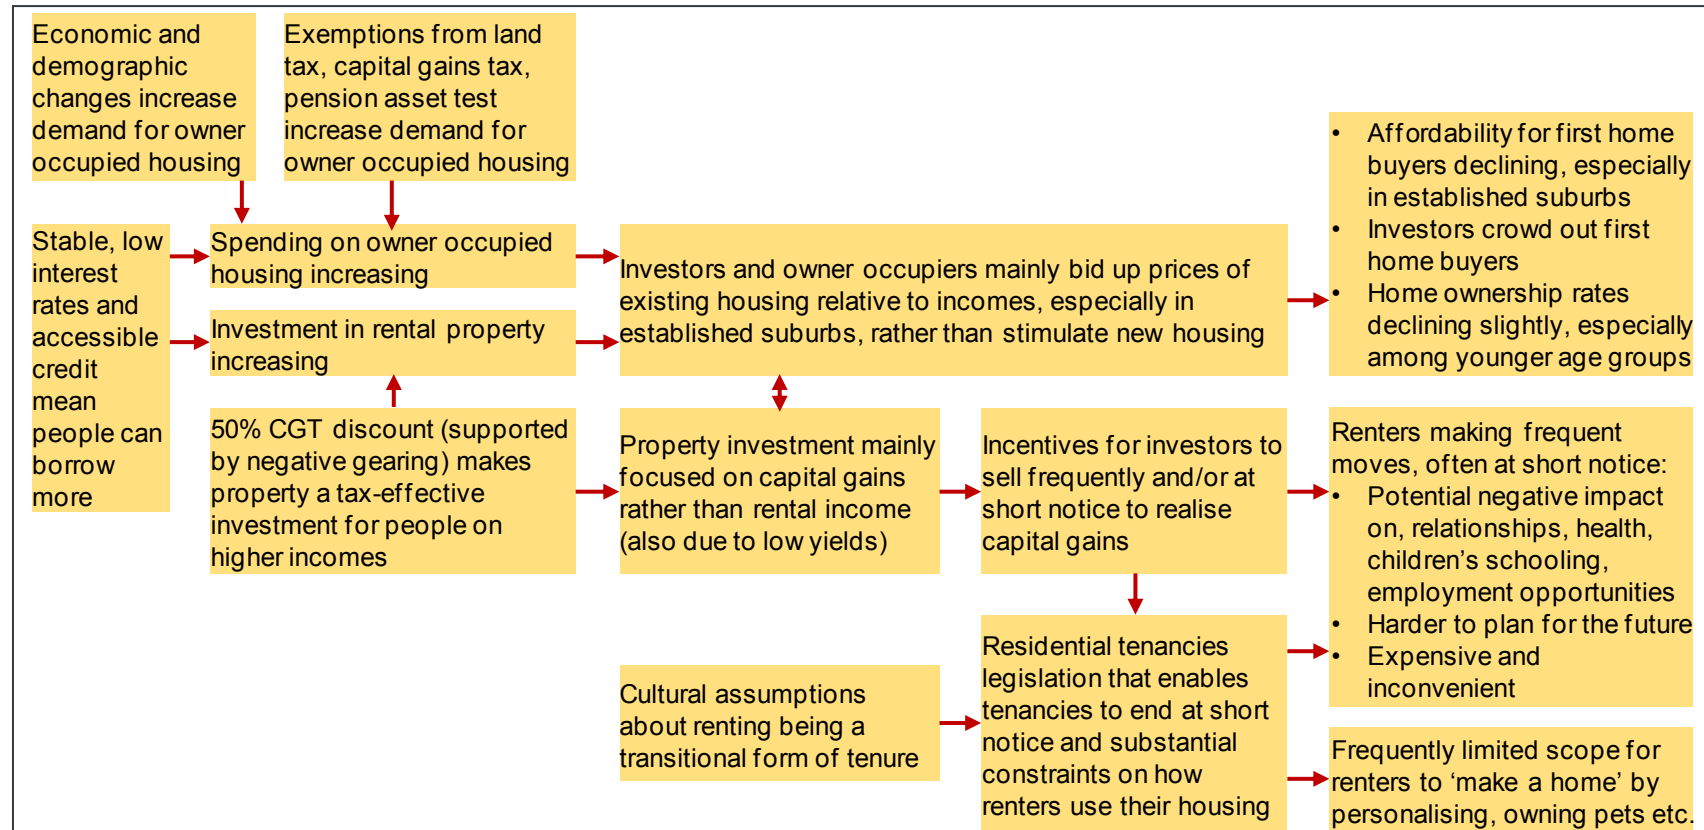 Economic and
demographic
changes increase
demand for owner
occupied housing
Exemptions from land
tax, capital gains tax,
pension asset test
increase demand for
owner occupied housing
Stable, low
interest
rates and
accessible
credit
mean
people can
borrow
more
Spending on owner occupied
housing increasing
Investment in rental property
increasing
50% CGT discount (supported
by negative gearing) makes
property a tax-effective
investment for people on
higher incomes
Investors and owner occupiers mainly bid up prices of
existing housing relative to incomes, especially in
established suburbs, rather than stimulate new housing
Property investment mainly
focused on capital gains
rather than rental income
(also due to low yields)
Incentives for investors to
sell frequently and/or at
short notice to realise
capital gains
Cultural assumptions
about renting being a
transitional form of tenure
Residential tenancies
legislation that enables
tenancies to end at short
notice and substantial
constraints on how
renters use their housing
• Affordability for first home
buyers declining, especially
in established suburbs
• Investors crowd out first
home buyers
• Home ownership rates
declining slightly, especially
among younger age groups
Renters making frequent
moves, often at short notice:
• Potential negative impact
on, relationships, health,
children’s schooling,
employment opportunities
• Harder to plan for the future
• Expensive and
inconvenient
Frequently limited scope for
renters to ‘make a home’ by
personalising, owning pets etc.